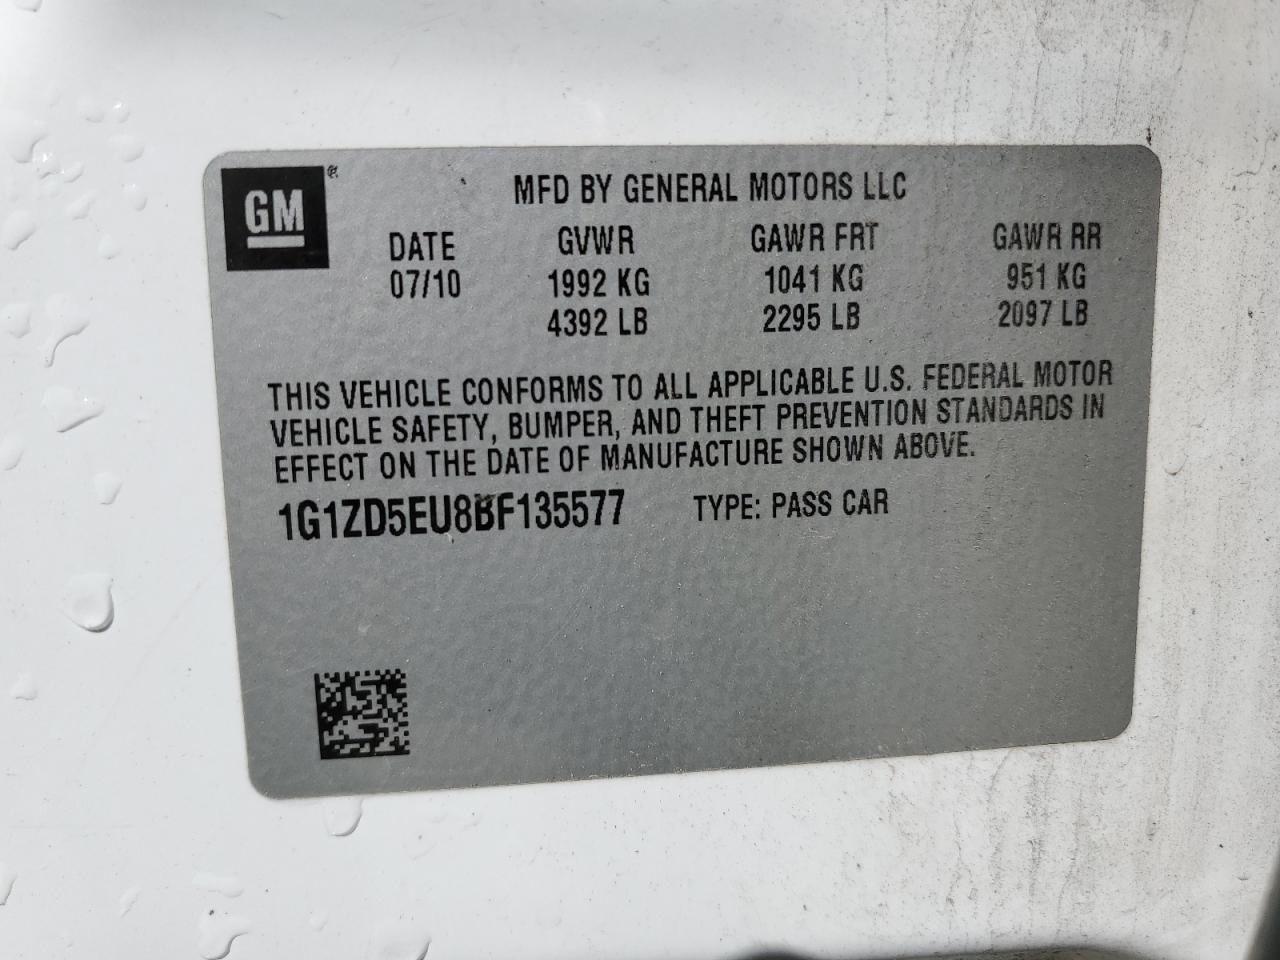 GM®
MFD BY GENERAL MOTORS LLC
DATE GVWR GAWR FRT GAWR RR
07/10 1992 KG 1041 KG 951 KG
4392 LB 2295 LB 2097 LB
THIS VEHICLE CONFORMS TO ALL APPLICABLE U.S. FEDERAL MOTOR
VEHICLE SAFETY, BUMPER, AND THEFT PREVENTION STANDARDS IN
EFFECT ON THE DATE OF MANUFACTURE SHOWN ABOVE.
1G1ZD5EU8BF135577 TYPE: PASS CAR